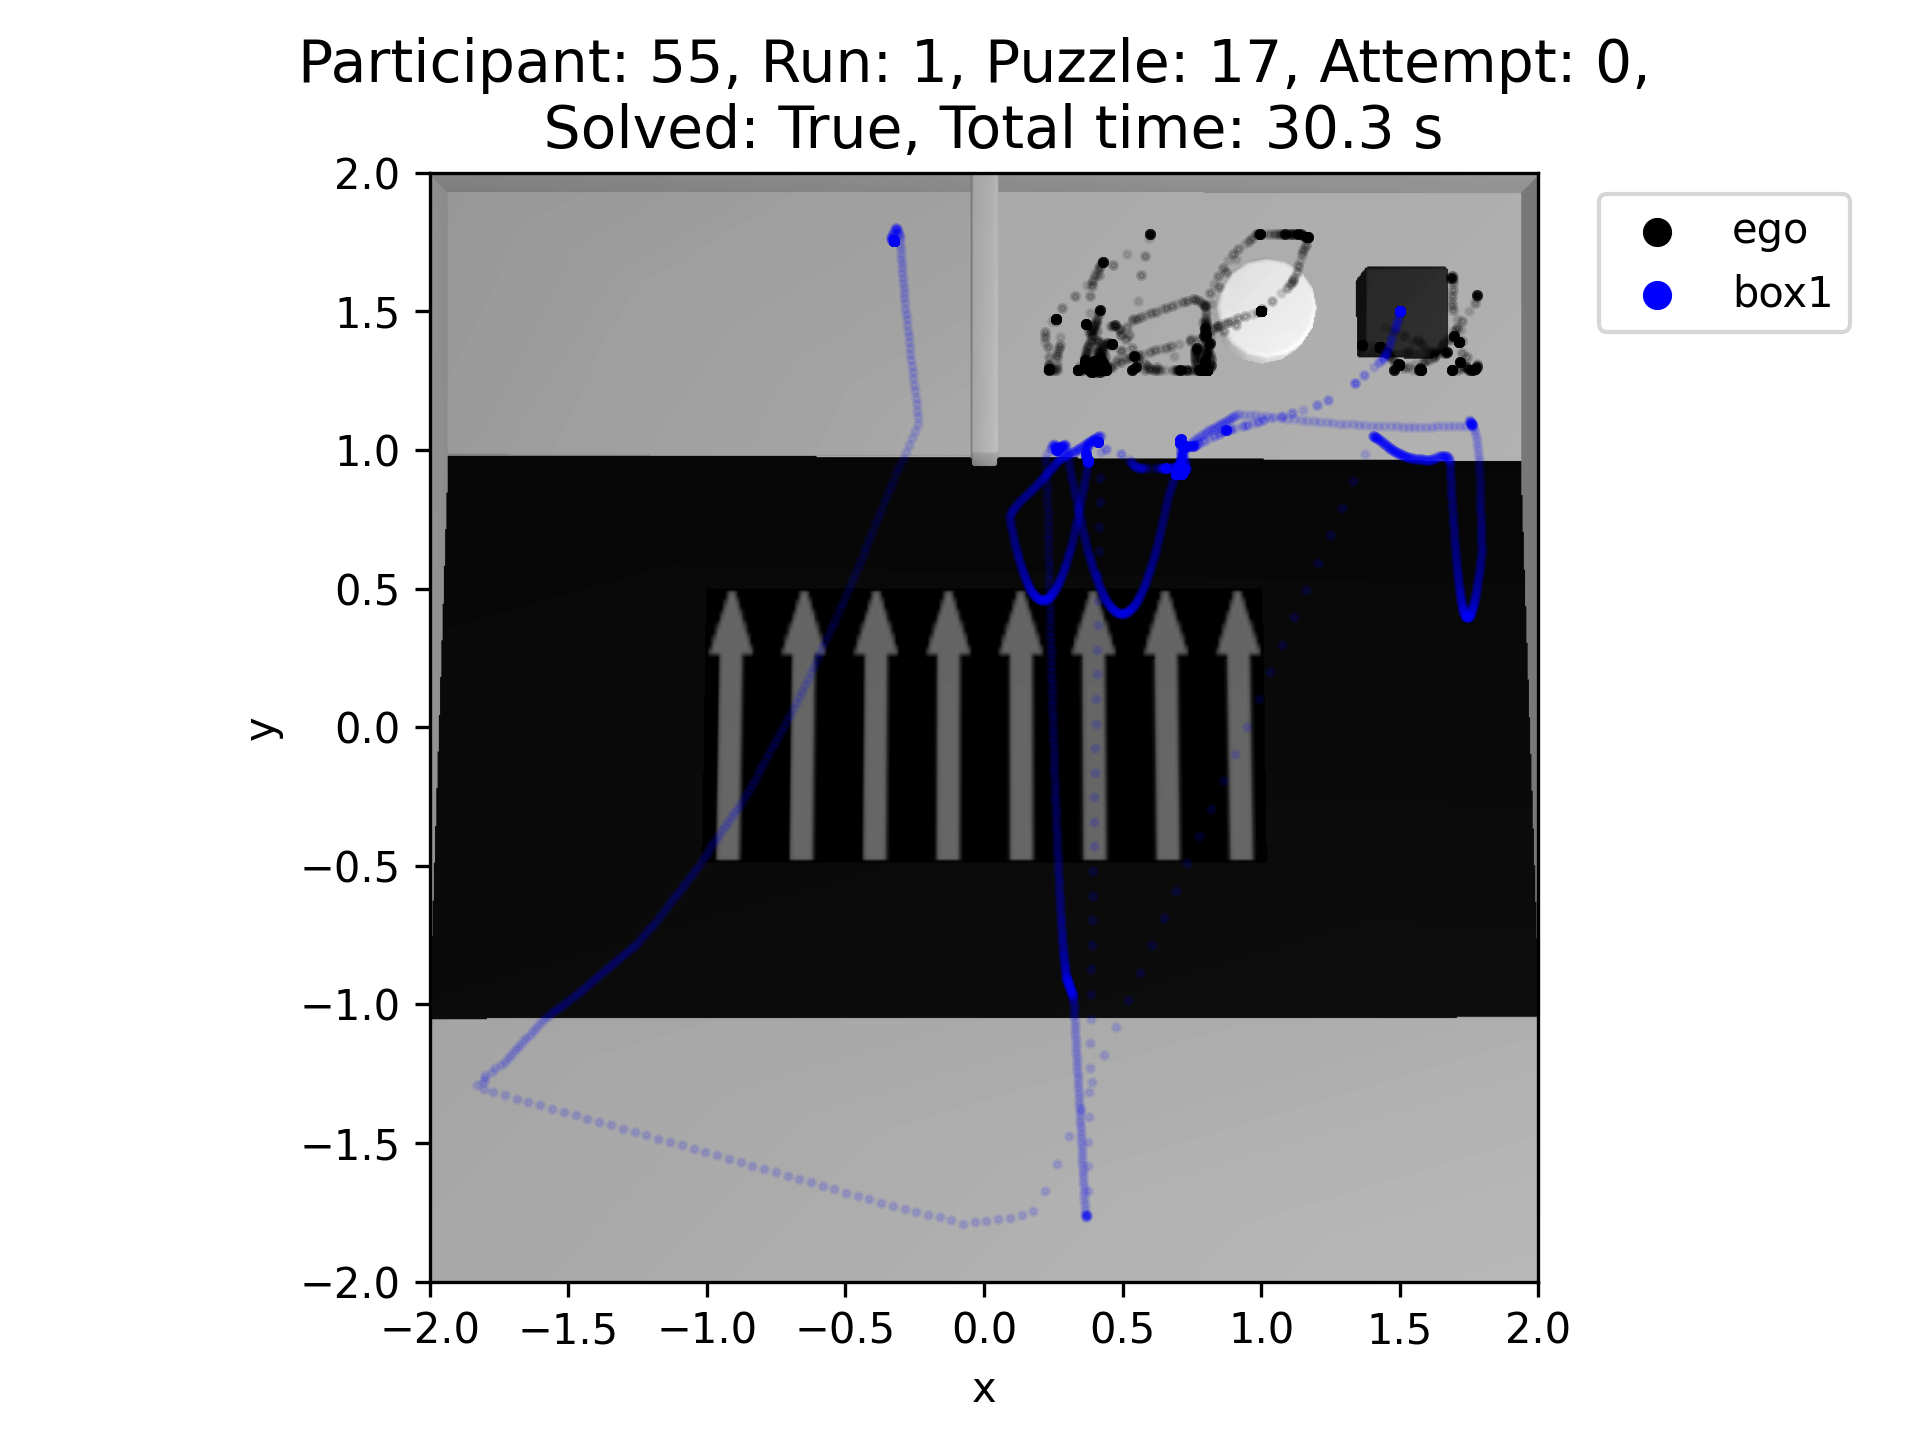 Participant: 55, Run: 1, Puzzle: 17, Attempt: 0,
Solved: True, Total time: 30.3 s
ego
box1
2.0
1.5
1.0
0.5
0.0
−0.5
−1.0
−1.5
−2.0
y
−2.0 −1.5 −1.0 −0.5 0.0 0.5 1.0 1.5 2.0
x